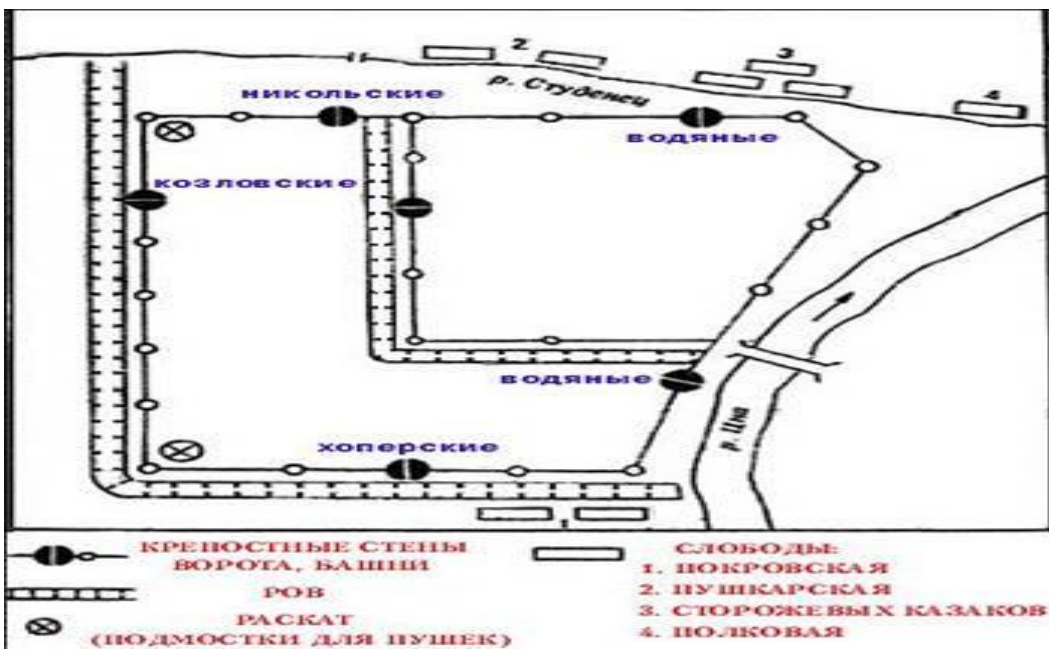 2
3
4
р. Студенец
никольские
водяные
козловские
водяные
р. Цна
хоперские
1
КРЕПОСТНЫЕ СТЕНЫ
ВОРОТА, БАШНИ
РОВ
РАСКАТ
(ПОДМОСТКИ ДЛЯ ПУШЕК)
СЛОБОДЫ:
1. ПОКРОВСКАЯ
2. ПУШКАРСКАЯ
3. СТОРОЖЕВЫХ КАЗАКОВ
4. ПОЛКОВАЯ